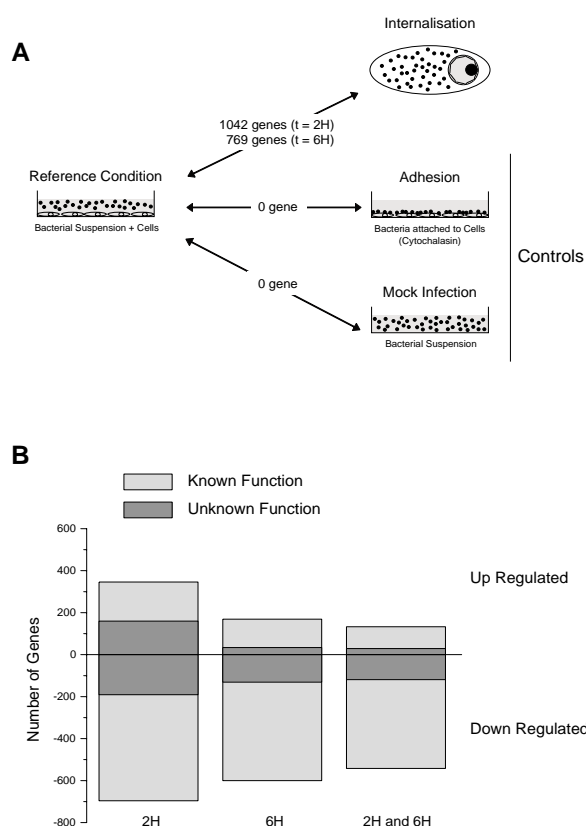 A
Internalisation
1042 genes (t = 2H)
769 genes (t = 6H)
Reference Condition
Bacterial Suspension + Cells
0 gene
Adhesion
Bacteria attached to Cells
(Cytochalasin)
Controls
0 gene
Mock Infection
Bacterial Suspension
B
Known Function
Unknown Function
600
400
200
0
-200
-400
-600
-800
Number of Genes
Up Regulated
Down Regulated
2H
6H
2H and 6H